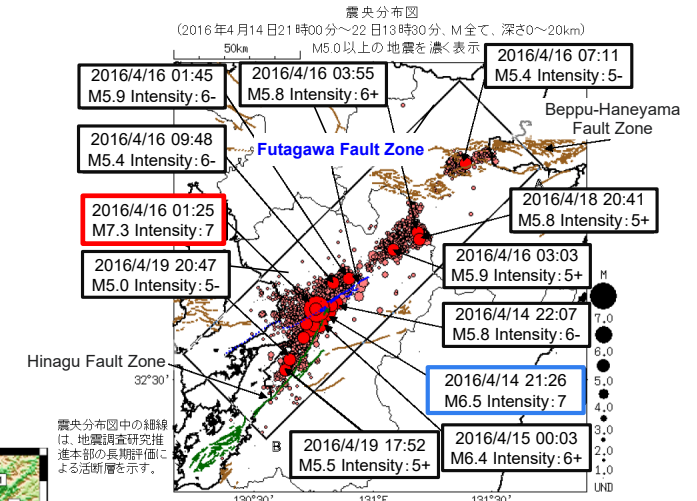 震央分布図
(2016年4月14日21時00分～22日13時30分、M全て、深さ0～20km)
M5.0以上の地震を濃く表示
50km
2016/4/16 01:45
M5.9 Intensity:6-
2016/4/16 03:55
M5.8 Intensity:6+
2016/4/16 07:11
M5.4 Intensity:5-
Beppu-Haneyama
Fault Zone
2016/4/16 09:48
M5.4 Intensity:6-
Futagawa Fault Zone
2016/4/16 01:25
M7.3 Intensity:7
2016/4/18 20:41
M5.8 Intensity:5+
2016/4/19 20:47
M5.0 Intensity:5-
2016/4/16 03:03
M5.9 Intensity:5+
M
7.0
6.0
5.0
4.0
3.0
2.0
1.0
UND
2016/4/14 22:07
M5.8 Intensity:6-
Hinagu Fault Zone
32°30'
2016/4/14 21:26
M6.5 Intensity:7
震央分布図中の細線
は、地震調査研究推
進本部の長期評価に
よる活断層を示す。
B
2016/4/19 17:52
M5.5 Intensity:5+
2016/4/15 00:03
M6.4 Intensity:6+
130°30'
131°E
131°30'